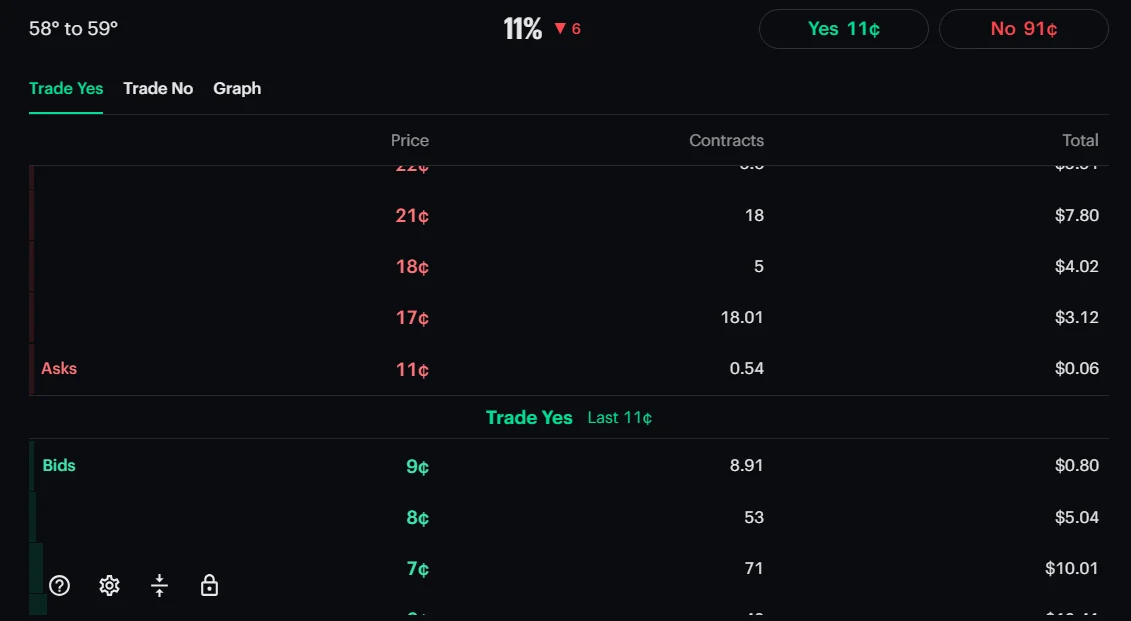 58° to 59° 11% ▼ 6 Yes 11¢ No 91¢
Trade Yes Trade No Graph
Price Contracts Total
22¢
21¢ 18 $7.80
18¢ 5 $4.02
17¢ 18.01 $3.12
Asks 11¢ 0.54 $0.06
Trade Yes Last 11¢
Bids 9¢ 8.91 $0.80
8¢ 53 $5.04
7¢ 71 $10.01